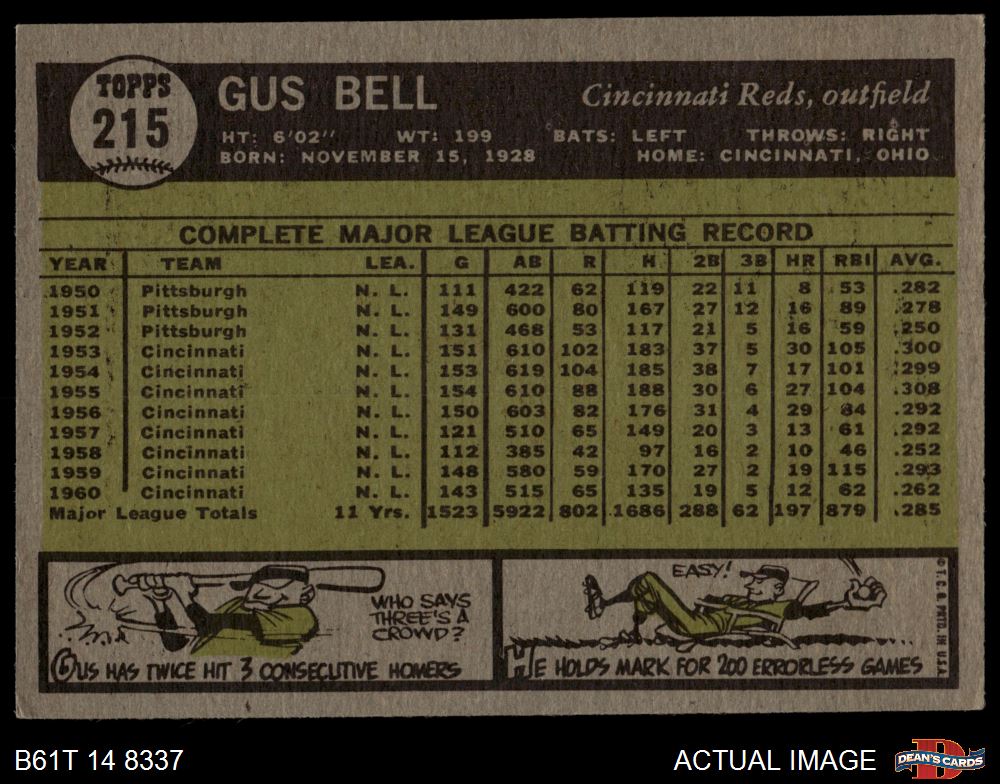 TOPPS
215
GUS BELL
Cincinnati Reds, outfield
HT: 6'02" WT: 199 BATS: LEFT THROWS: RIGHT
BORN: NOVEMBER 15, 1928 HOME: CINCINNATI, OHIO
COMPLETE MAJOR LEAGUE BATTING RECORD
YEAR TEAM LEA. G AB R H 2B 3B HR RBI AVG.
1950 Pittsburgh N. L. 111 422 62 119 22 11 8 53 .282
1951 Pittsburgh N. L. 149 600 80 167 27 12 16 89 .278
1952 Pittsburgh N. L. 131 468 53 117 21 5 16 59 .250
1953 Cincinnati N. L. 151 610 102 183 37 5 30 105 .300
1954 Cincinnati N. L. 153 619 104 185 38 7 17 101 .299
1955 Cincinnati N. L. 154 610 88 188 30 6 27 104 .308
1956 Cincinnati N. L. 150 603 82 176 31 4 29 84 .292
1957 Cincinnati N. L. 121 510 65 149 20 3 13 61 .292
1958 Cincinnati N. L. 112 385 42 97 16 2 10 46 .252
1959 Cincinnati N. L. 148 580 59 170 27 2 19 115 .293
1960 Cincinnati N. L. 143 515 65 135 19 5 12 62 .262
Major League Totals 11 Yrs. 1523 5922 802 1686 288 62 197 879 .285
WHO SAYS
THREE'S A
CROWD?
GUS HAS TWICE HIT 3 CONSECUTIVE HOMERS
EASY!
HE HOLDS MARK FOR 200 ERRORLESS GAMES
© T. C. G. PRTD. IN U.S.A.
B61T 14 8337
ACTUAL IMAGE
D
DEAN'S CARDS